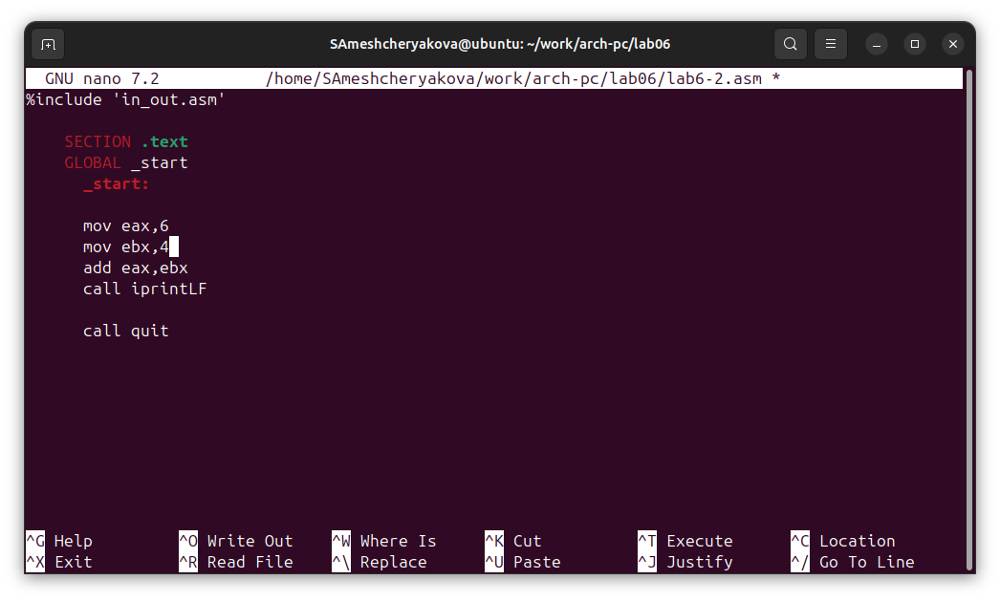 SAmeshcheryakova@ubuntu: ~/work/arch-pc/lab06
GNU nano 7.2 /home/SAmeshcheryakova/work/arch-pc/lab06/lab6-2.asm *
%include 'in_out.asm'
SECTION .text
GLOBAL _start
_start:
mov eax,6
mov ebx,4
add eax,ebx
call iprintLF
call quit
^G Help ^O Write Out ^W Where Is ^K Cut ^T Execute ^C Location
^X Exit ^R Read File ^\ Replace ^U Paste ^J Justify ^/ Go To Line